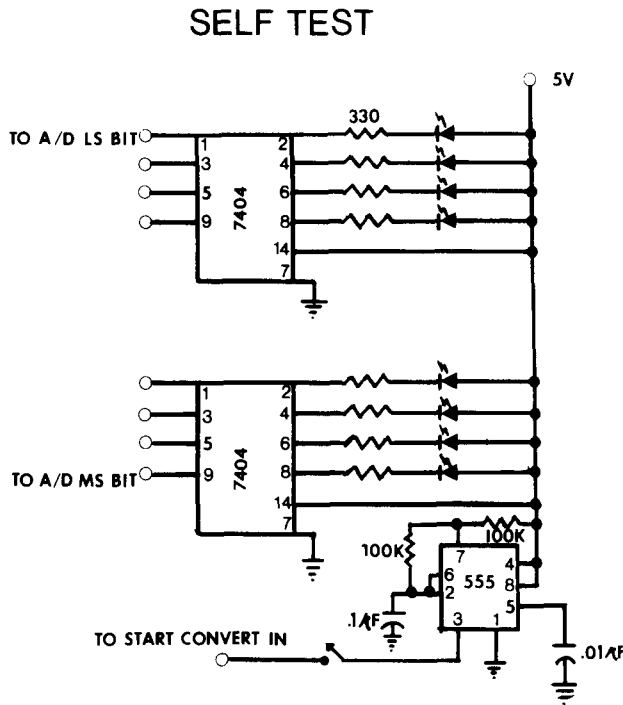 SELF TEST
5V
330
TO A/D LS BIT
1 2
3 4
5 6
9 8
7404
14
7
1 2
3 4
5 6
TO A/D MS BIT 9 8
7404
14
7
100K
100K
7
4
6 555 8
2 5
.1µF
3 1
TO START CONVERT IN
.01µF